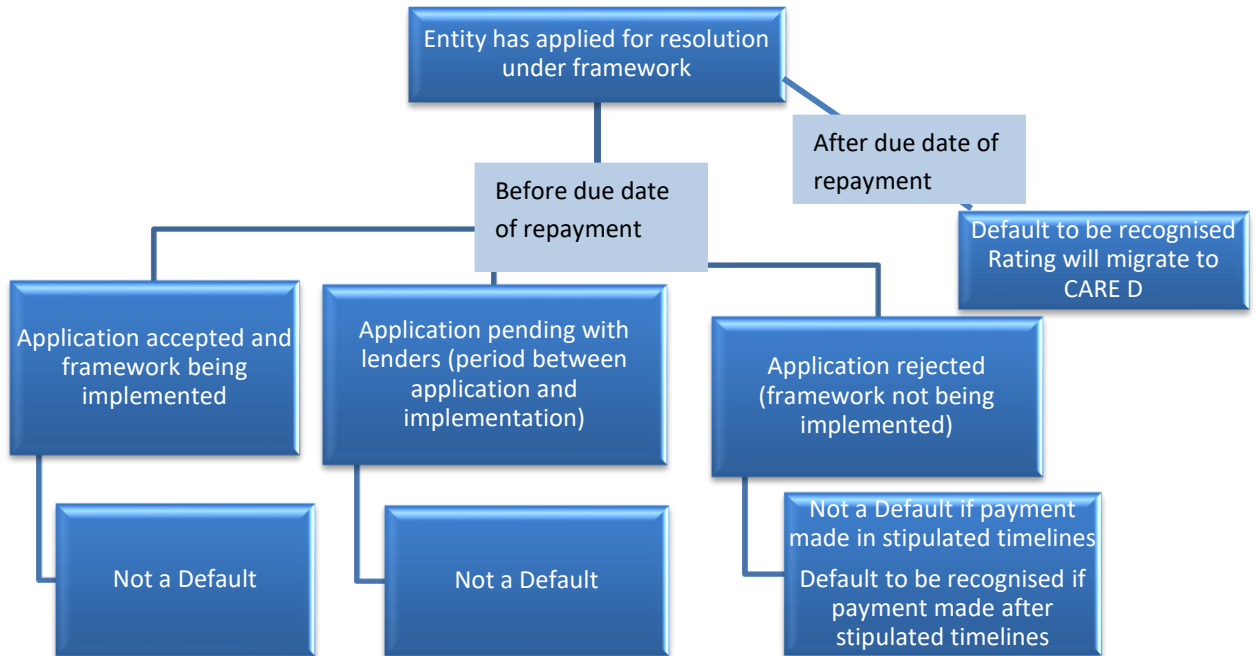 Entity has applied for resolution
under framework
After due date of
repayment
Before due date
of repayment
Default to be recognised
Rating will migrate to
CARE D
Application accepted and
framework being
implemented
Application pending with
lenders (period between
application and
implementation)
Application rejected
(framework not being
implemented)
Not a Default
Not a Default
Not a Default if payment
made in stipulated timelines
Default to be recognised if
payment made after
stipulated timelines